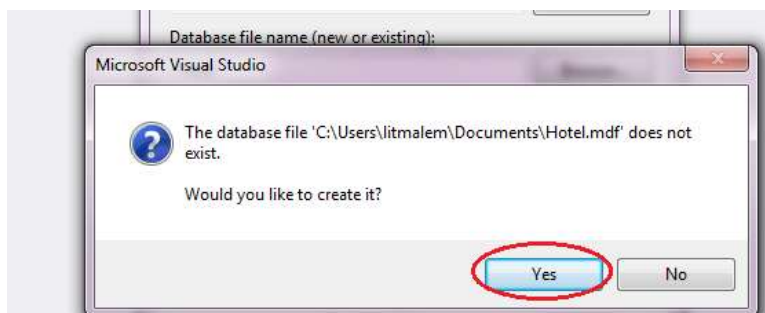 Database file name (new or existing):
Microsoft Visual Studio
The database file 'C:\Users\litmalem\Documents\Hotel.mdf' does not
exist.
Would you like to create it?
Yes
No